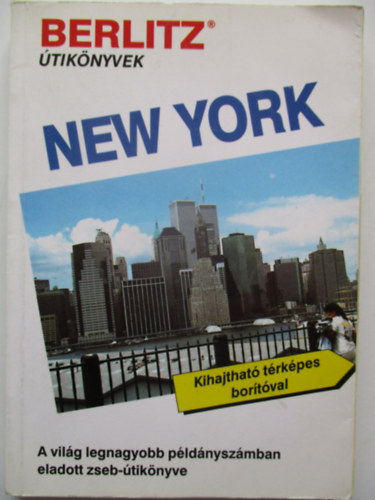 BERLITZ®
ÚTIKÖNYVEK
NEW YORK
Kihajtható térképes
borítóval
A világ legnagyobb példányszámban
eladott zseb-útikönyve